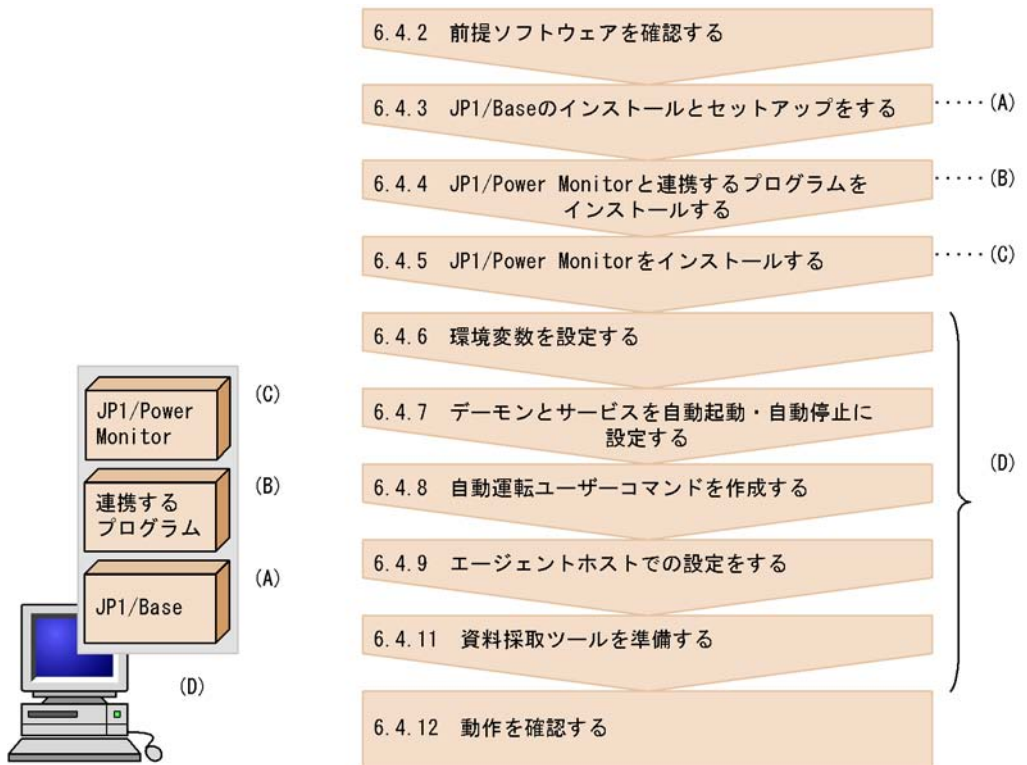 6.4.2 前提ソフトウェアを確認する
6.4.3 JP1/Baseのインストールとセットアップをする
·····(A)
6.4.4 JP1/Power Monitorと連携するプログラムを
インストールする
·····(B)
6.4.5 JP1/Power Monitorをインストールする
·····(C)
6.4.6 環境変数を設定する
6.4.7 デーモンとサービスを自動起動・自動停止に
設定する
6.4.8 自動運転ユーザーコマンドを作成する
6.4.9 エージェントホストでの設定をする
6.4.11 資料採取ツールを準備する
(D)
6.4.12 動作を確認する
JP1/Power
Monitor
(C)
連携する
プログラム
(B)
JP1/Base
(A)
(D)